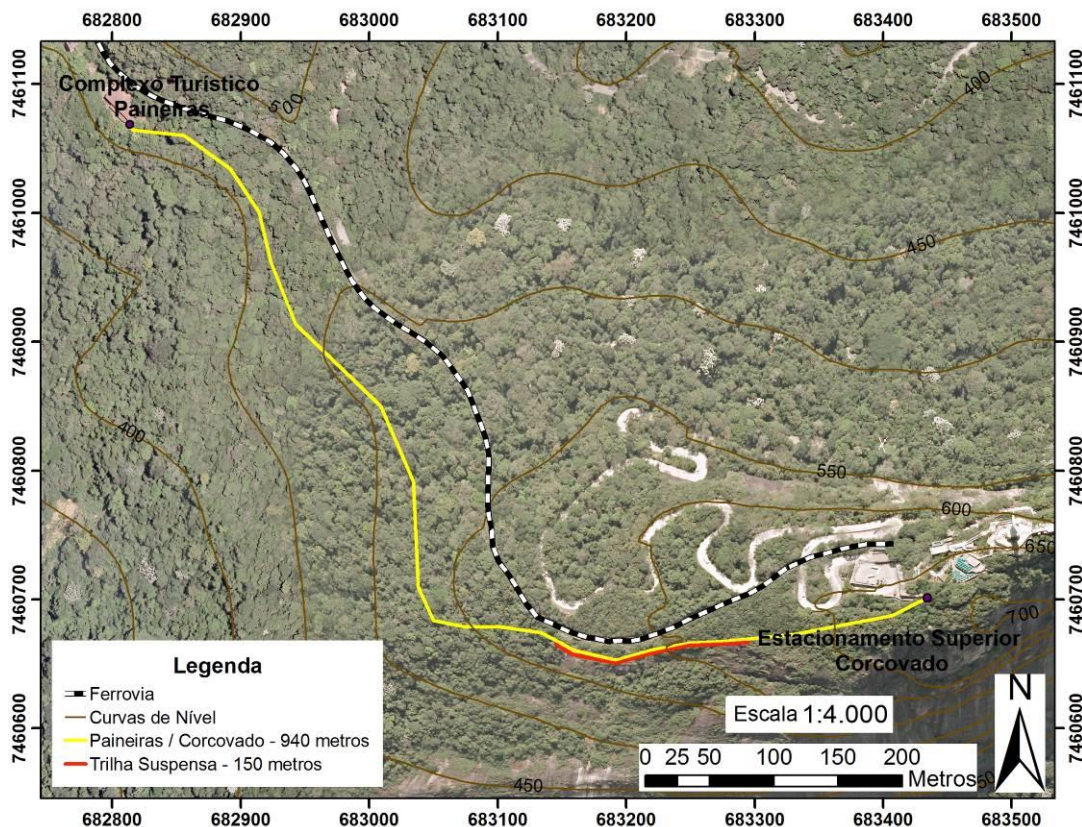 682800 682900 683000 683100 683200 683300 683400 683500
7461100
7461100
Complexo Turístico
Paineiras
500
400
7461000
7461000
450
7460900
7460900
400
7460800
7460800
550
600
650
7460700
7460700
700
Estacionamento Superior
Corcovado
Legenda
Ferrovia
Curvas de Nível
Paineiras / Corcovado - 940 metros
Trilha Suspensa - 150 metros
7460600
7460600
Escala 1:4.000
N
0 25 50 100 150 200
Metros
450
682800 682900 683000 683100 683200 683300 683400 683500